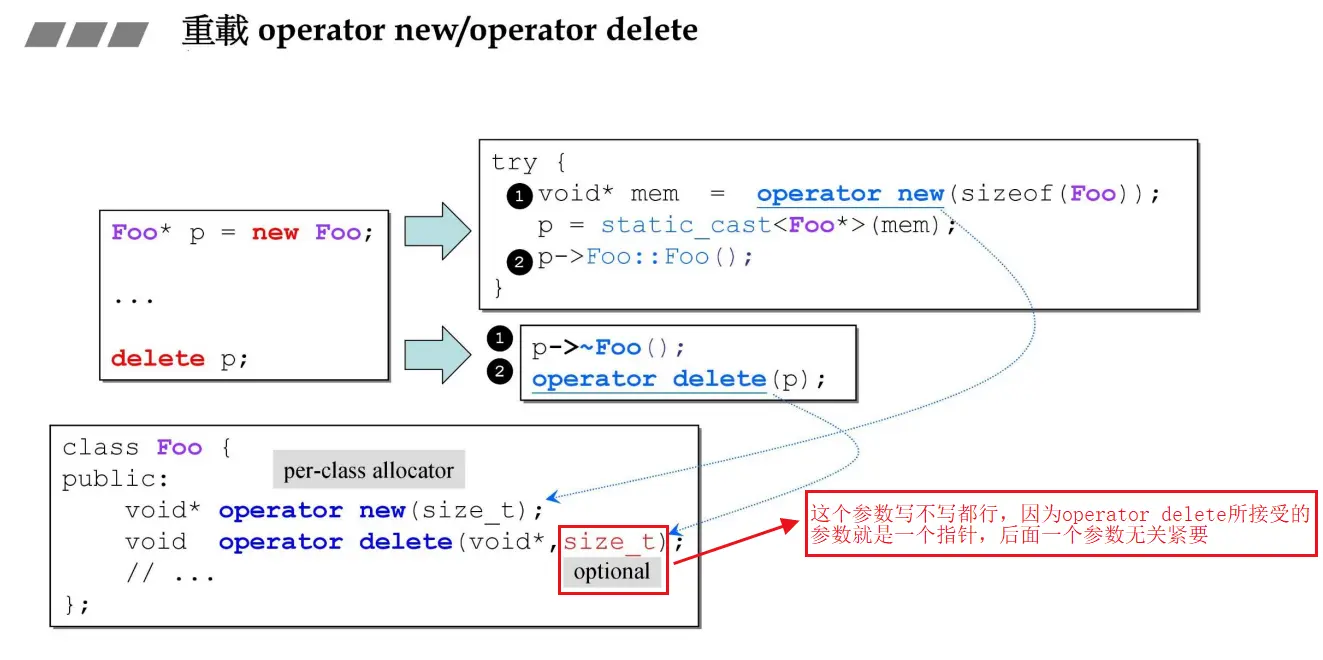 重載 operator new/operator delete
try {
❶ void* mem = operator new(sizeof(Foo));
p = static_cast<Foo*>(mem);
❷ p->Foo::Foo();
}
Foo* p = new Foo;
...
delete p;
❶ p->~Foo();
❷ operator delete(p);
class Foo {
public:
per-class allocator
void* operator new(size_t);
void operator delete(void*,size_t);
optional
// ...
};
这个参数写不写都行，因为operator delete所接受的
参数就是一个指针，后面一个参数无关紧要